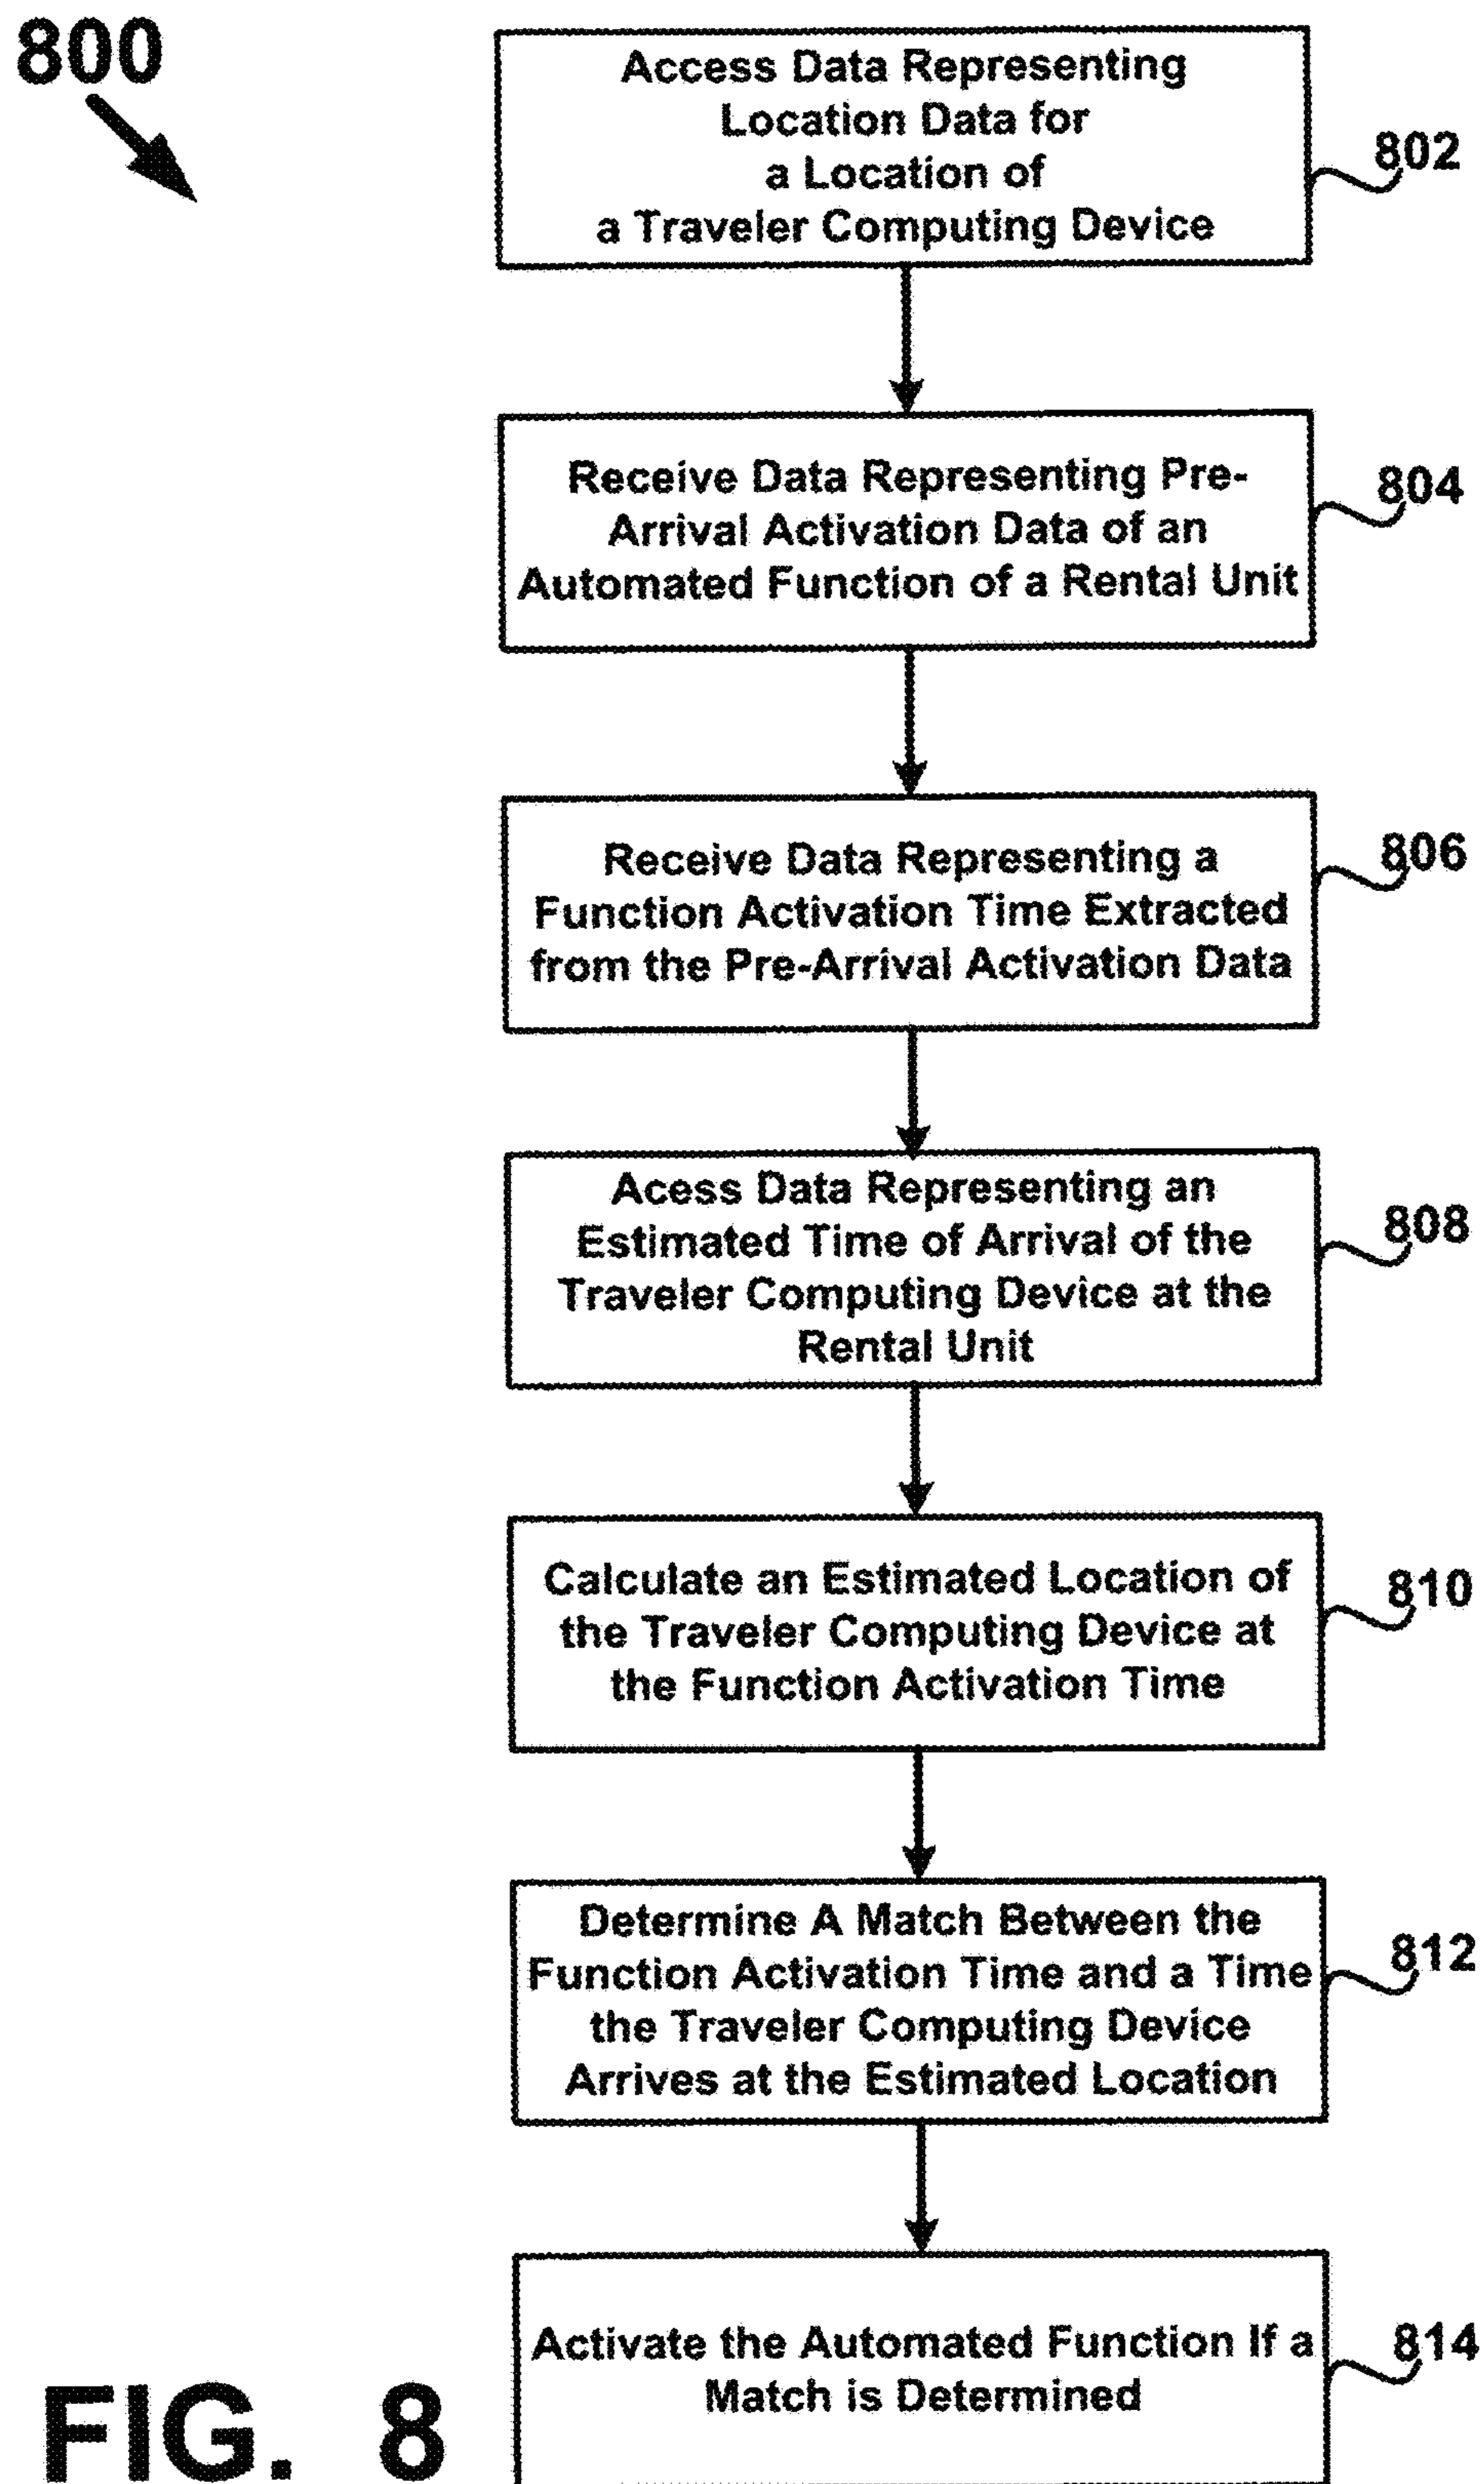 800
Access Data Representing
Location Data for
a Location of
a Traveler Computing Device
802
Receive Data Representing Pre-
Arrival Activation Data of an
Automated Function of a Rental Unit
804
Receive Data Representing a
Function Activation Time Extracted
from the Pre-Arrival Activation Data
806
Acess Data Representing an
Estimated Time of Arrival of the
Traveler Computing Device at the
Rental Unit
808
Calculate an Estimated Location of
the Traveler Computing Device at
the Function Activation Time
810
Determine A Match Between the
Function Activation Time and a Time
the Traveler Computing Device
Arrives at the Estimated Location
812
Activate the Automated Function If a
Match is Determined
814
FIG. 8